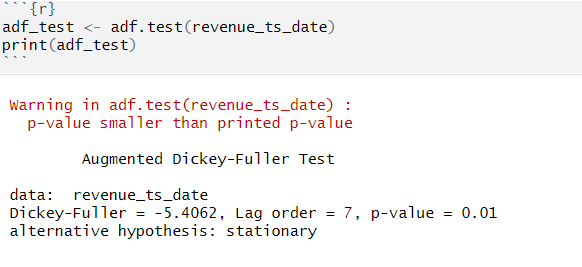 ```{r}
adf_test <- adf.test(revenue_ts_date)
print(adf_test)
```
Warning in adf.test(revenue_ts_date) :
  p-value smaller than printed p-value
        Augmented Dickey-Fuller Test
data:  revenue_ts_date
Dickey-Fuller = -5.4062, Lag order = 7, p-value = 0.01
alternative hypothesis: stationary